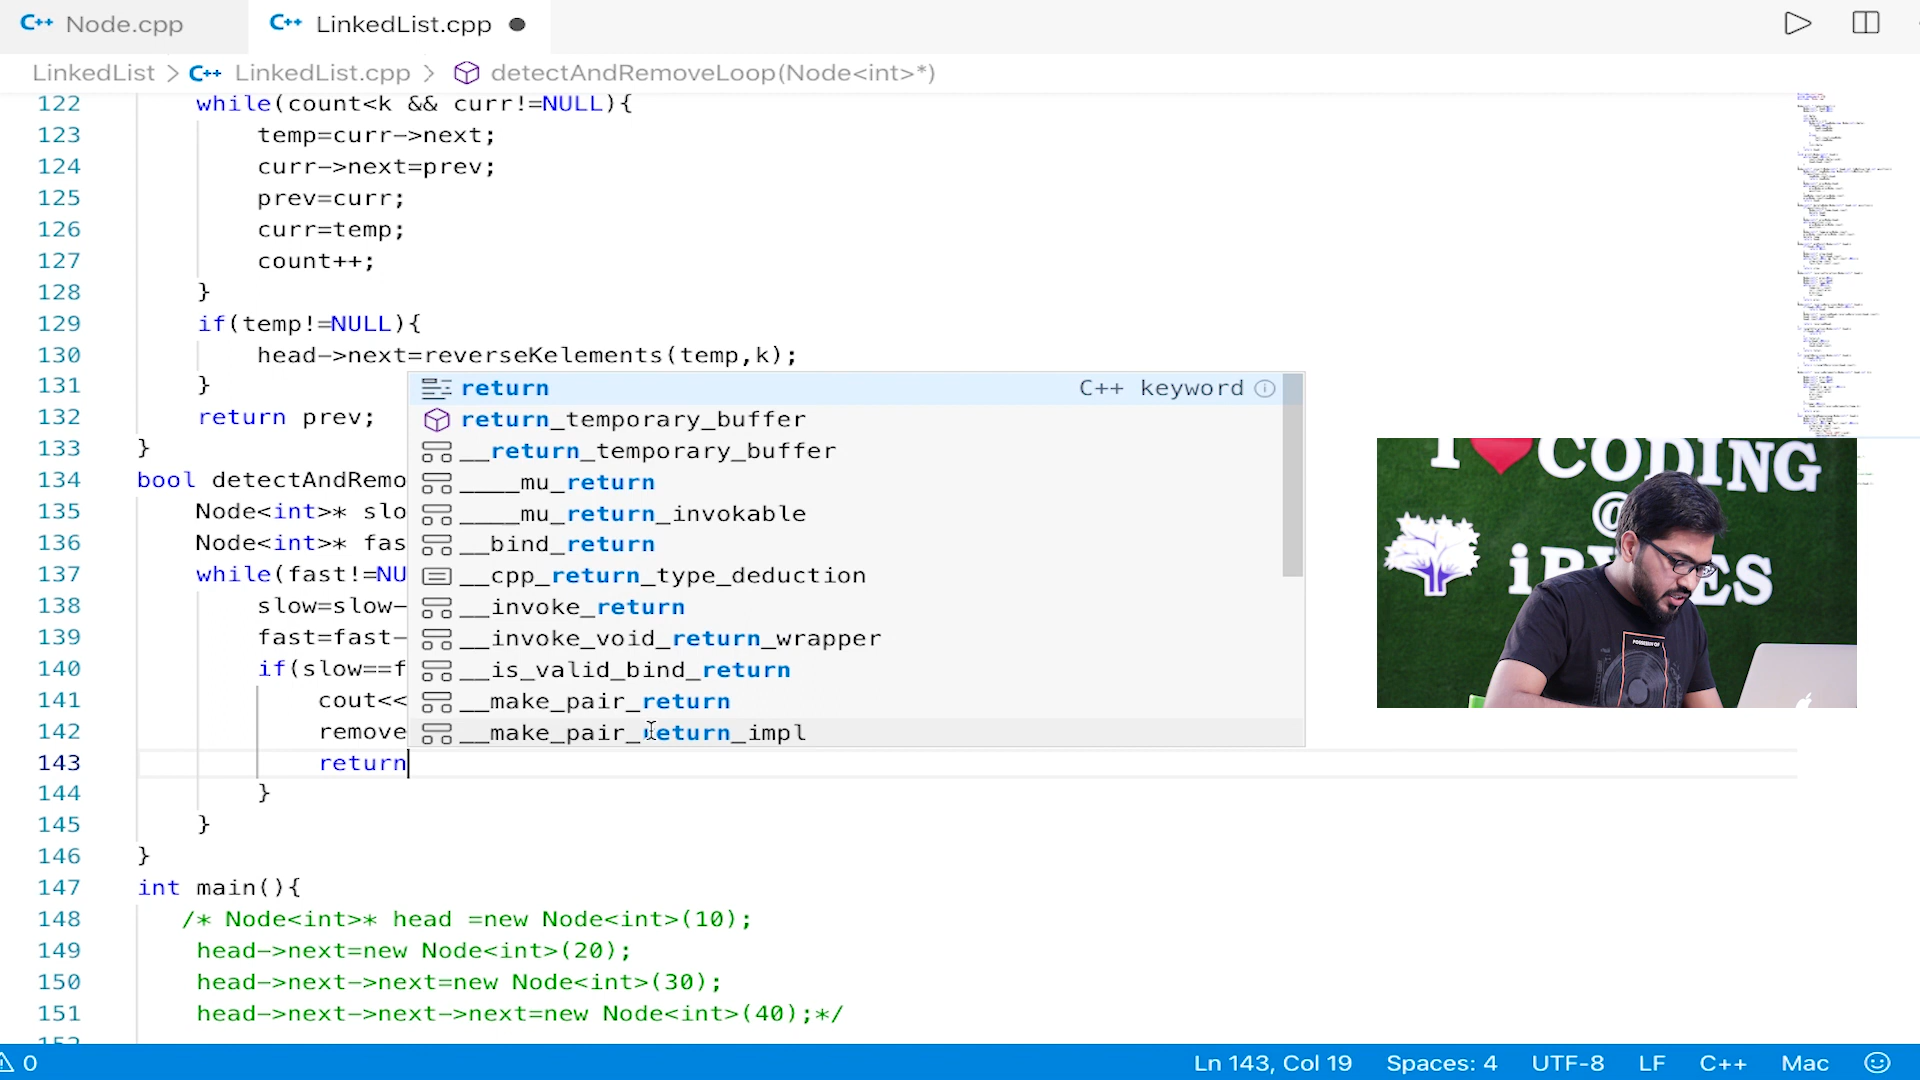 Node.cpp
LinkedList.cpp
LinkedList > C++ LinkedList.cpp > detectAndRemoveLoop(Node<int>*)
122 while(count<k && curr!=NULL){
123 temp=curr->next;
124 curr->next=prev;
125 prev=curr;
126 curr=temp;
127 count++;
128 }
129 if(temp!=NULL){
130 head->next=reverseKelements(temp,k);
131 }
132 return prev;
133 }
134 bool detectAndRemo
135 Node<int>* slo
136 Node<int>* fas
137 while(fast!=NU
138 slow=slow-
139 fast=fast-
140 if(slow==f
141 cout<<
142 remove
143 return
144 }
145 }
146 }
147 int main(){
148 /* Node<int>* head =new Node<int>(10);
149 head->next=new Node<int>(20);
150 head->next->next=new Node<int>(30);
151 head->next->next->next=new Node<int>(40);*/
return C++ keyword
return_temporary_buffer
__return_temporary_buffer
____mu_return
____mu_return_invokable
__bind_return
__cpp_return_type_deduction
__invoke_return
__invoke_void_return_wrapper
__is_valid_bind_return
__make_pair_return
__make_pair_return_impl
I CODING
@
0
Ln 143, Col 19
Spaces: 4
UTF-8
LF
C++
Mac